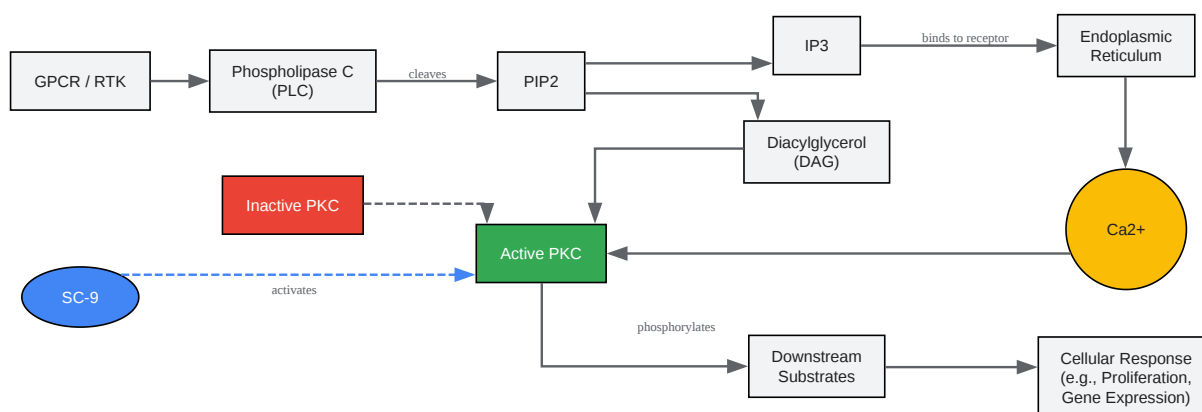 IP3
binds to receptor
Endoplasmic
Reticulum
GPCR / RTK
Phospholipase C
(PLC)
cleaves
PIP2
Diacylglycerol
(DAG)
Inactive PKC
Active PKC
Ca2+
SC-9
activates
phosphorylates
Downstream
Substrates
Cellular Response
(e.g., Proliferation,
Gene Expression)